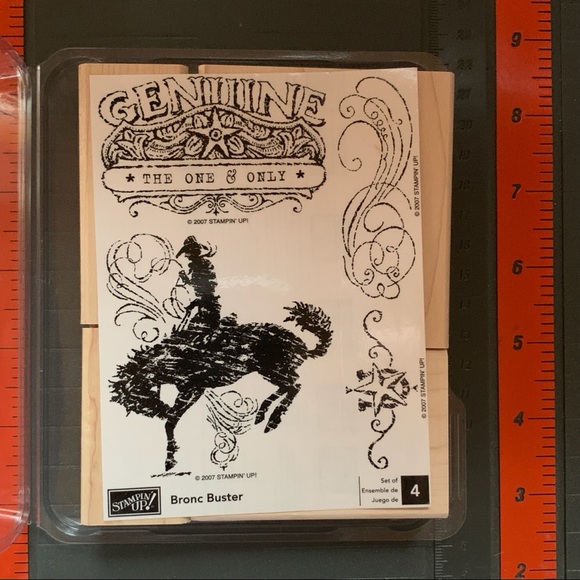 GENUINE
* THE ONE & ONLY *
© 2007 STAMPIN' UP!
© 2007 STAMPIN' UP!
© 2007 STAMPIN' UP!
© 2007 STAMPIN' UP!
STAMPIN' UP!
Bronc Buster
Set of
Ensemble de
Juego de
4
9
8
7
6
5
4
3
2